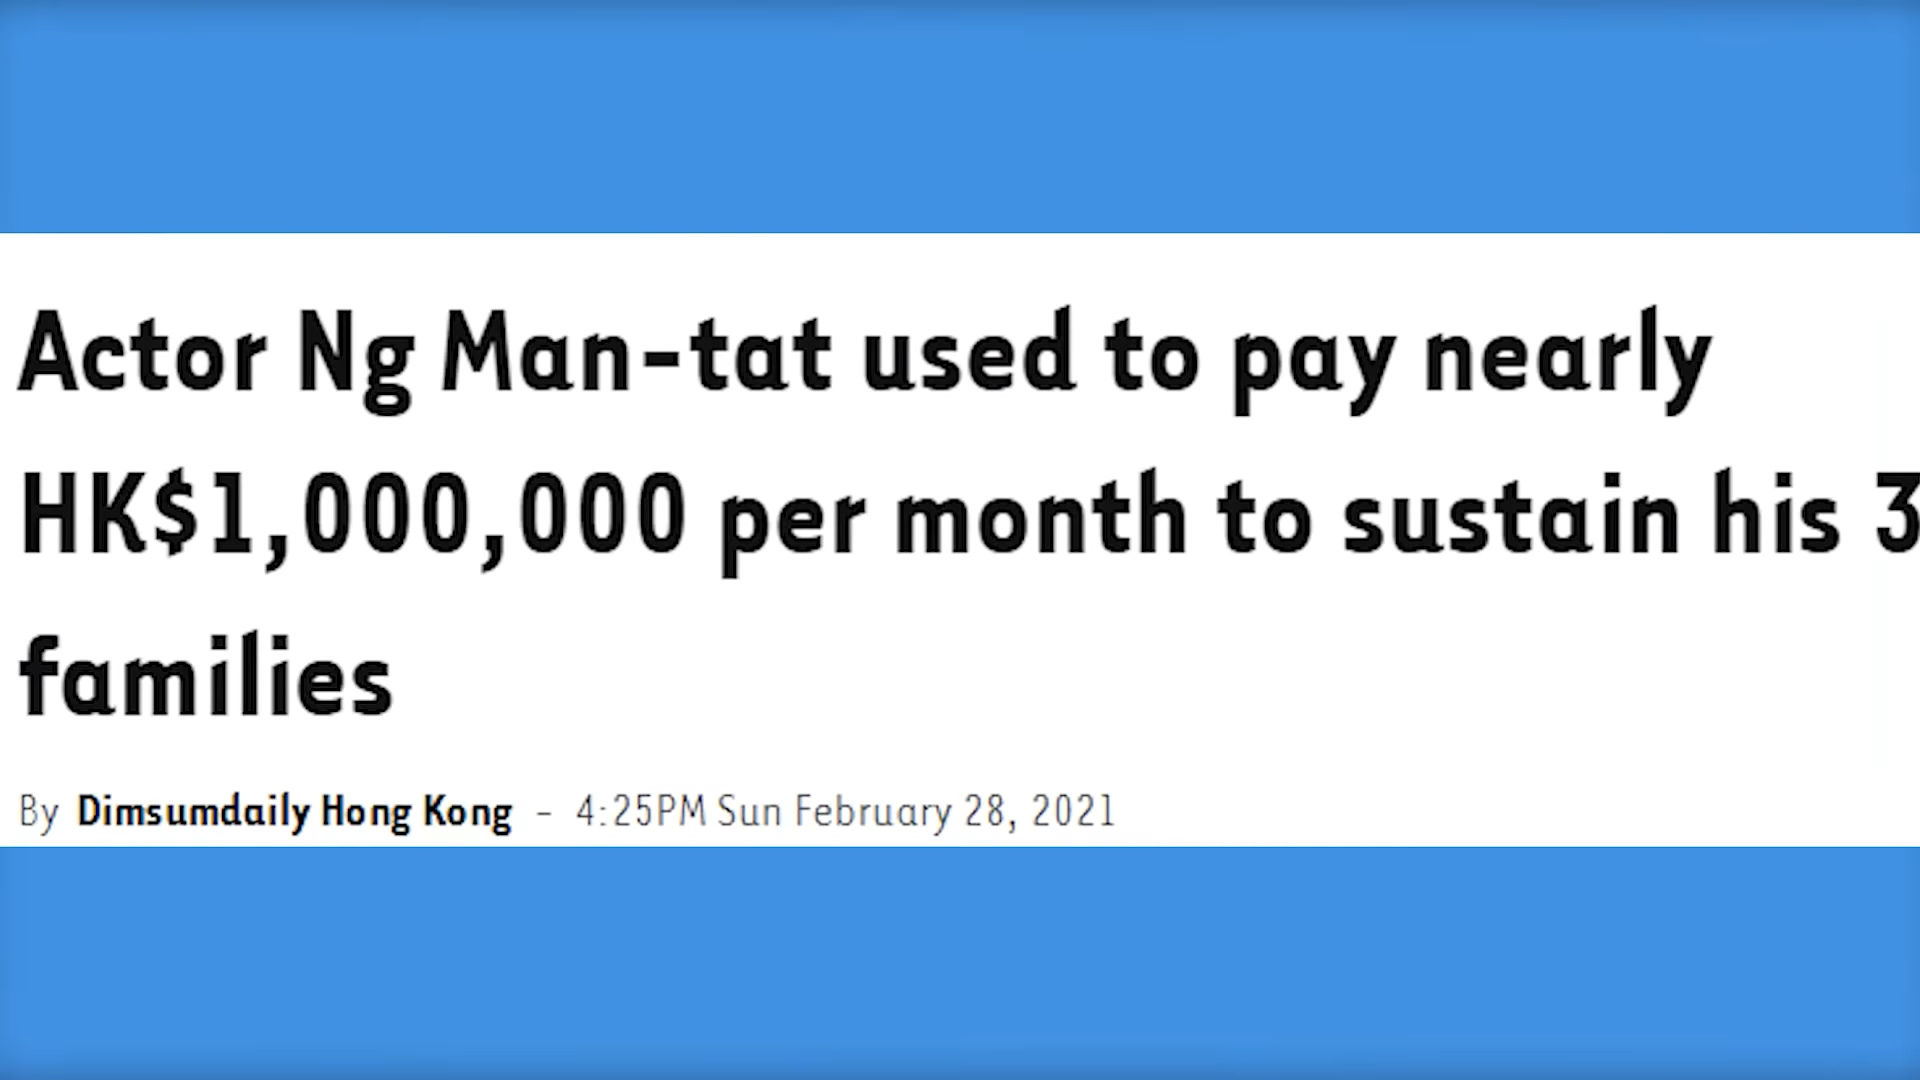 Actor Ng Man-tat used to pay nearly
HK$1,000,000 per month to sustain his 3
families
By Dimsumdaily Hong Kong - 4:25PM Sun February 28, 2021